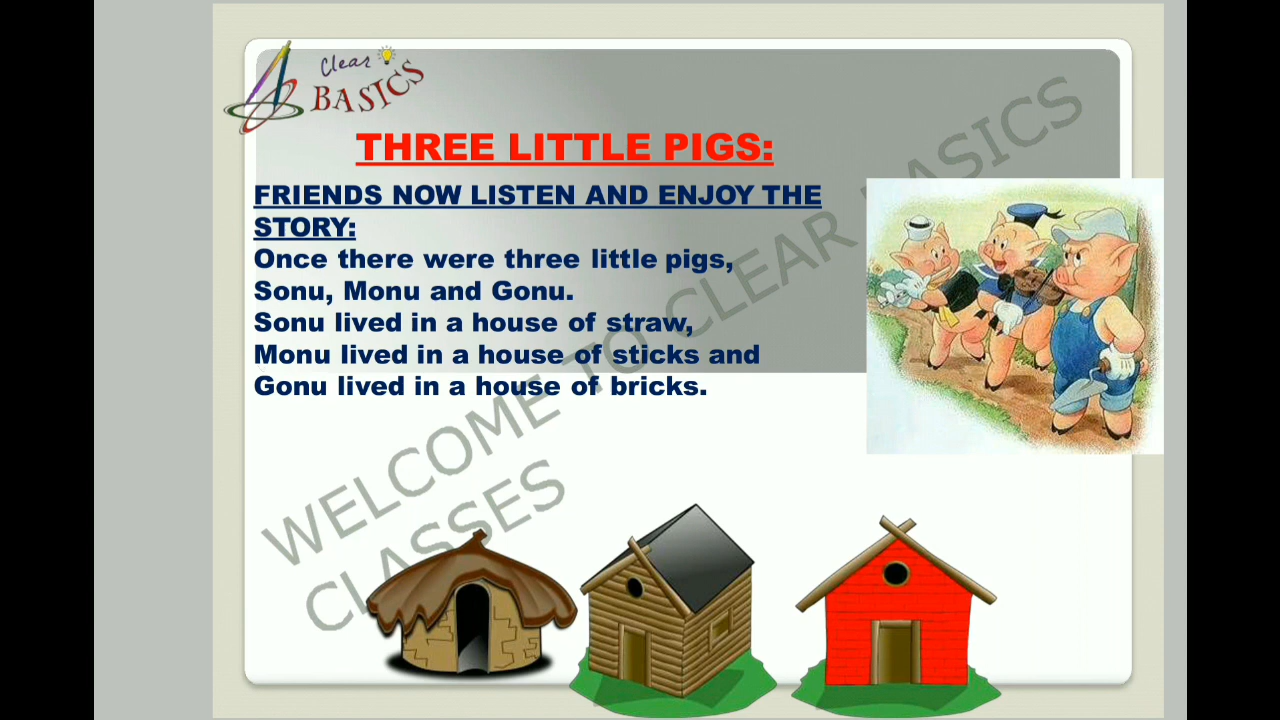 Clear
BASICS
THREE LITTLE PIGS:
FRIENDS NOW LISTEN AND ENJOY THE
STORY:
Once there were three little pigs,
Sonu, Monu and Gonu.
Sonu lived in a house of straw,
Monu lived in a house of sticks and
Gonu lived in a house of bricks.
WELCOME TO CLEAR BASICS
CLASSES